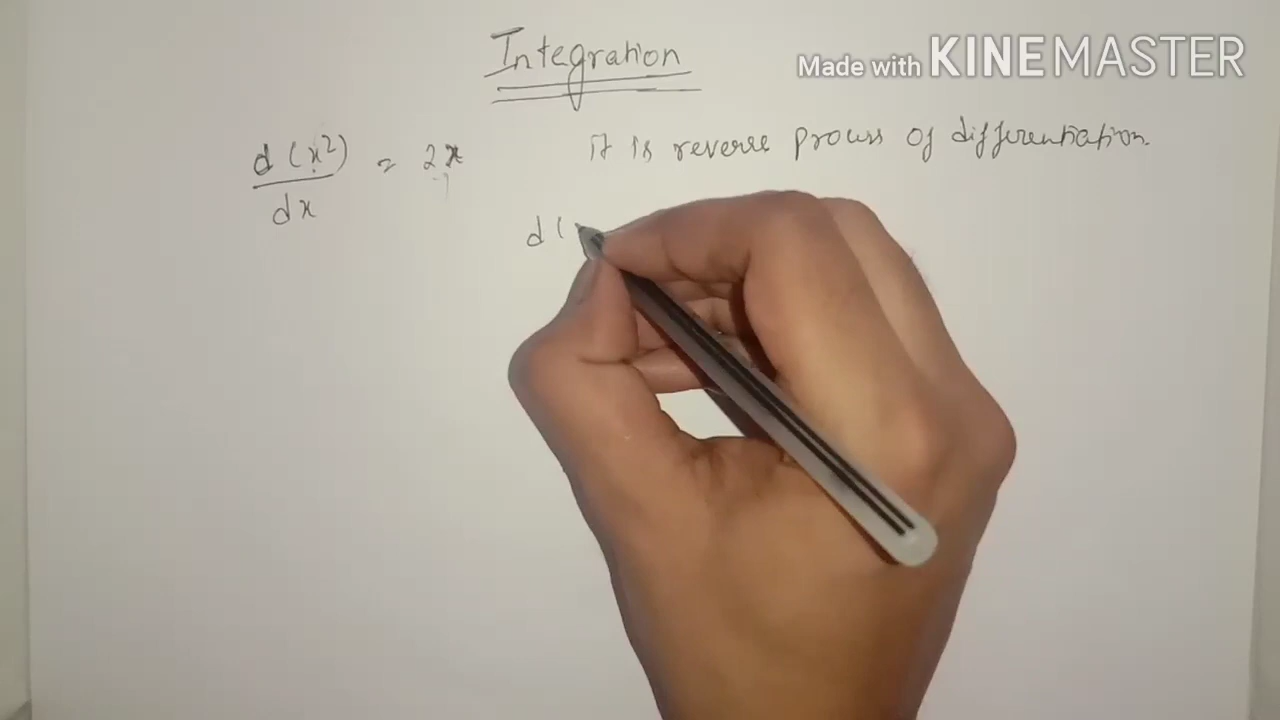 Integration
Made with KINEMASTER
d(x²)/dx = 2x
it is reverse process of differentiation.
d(